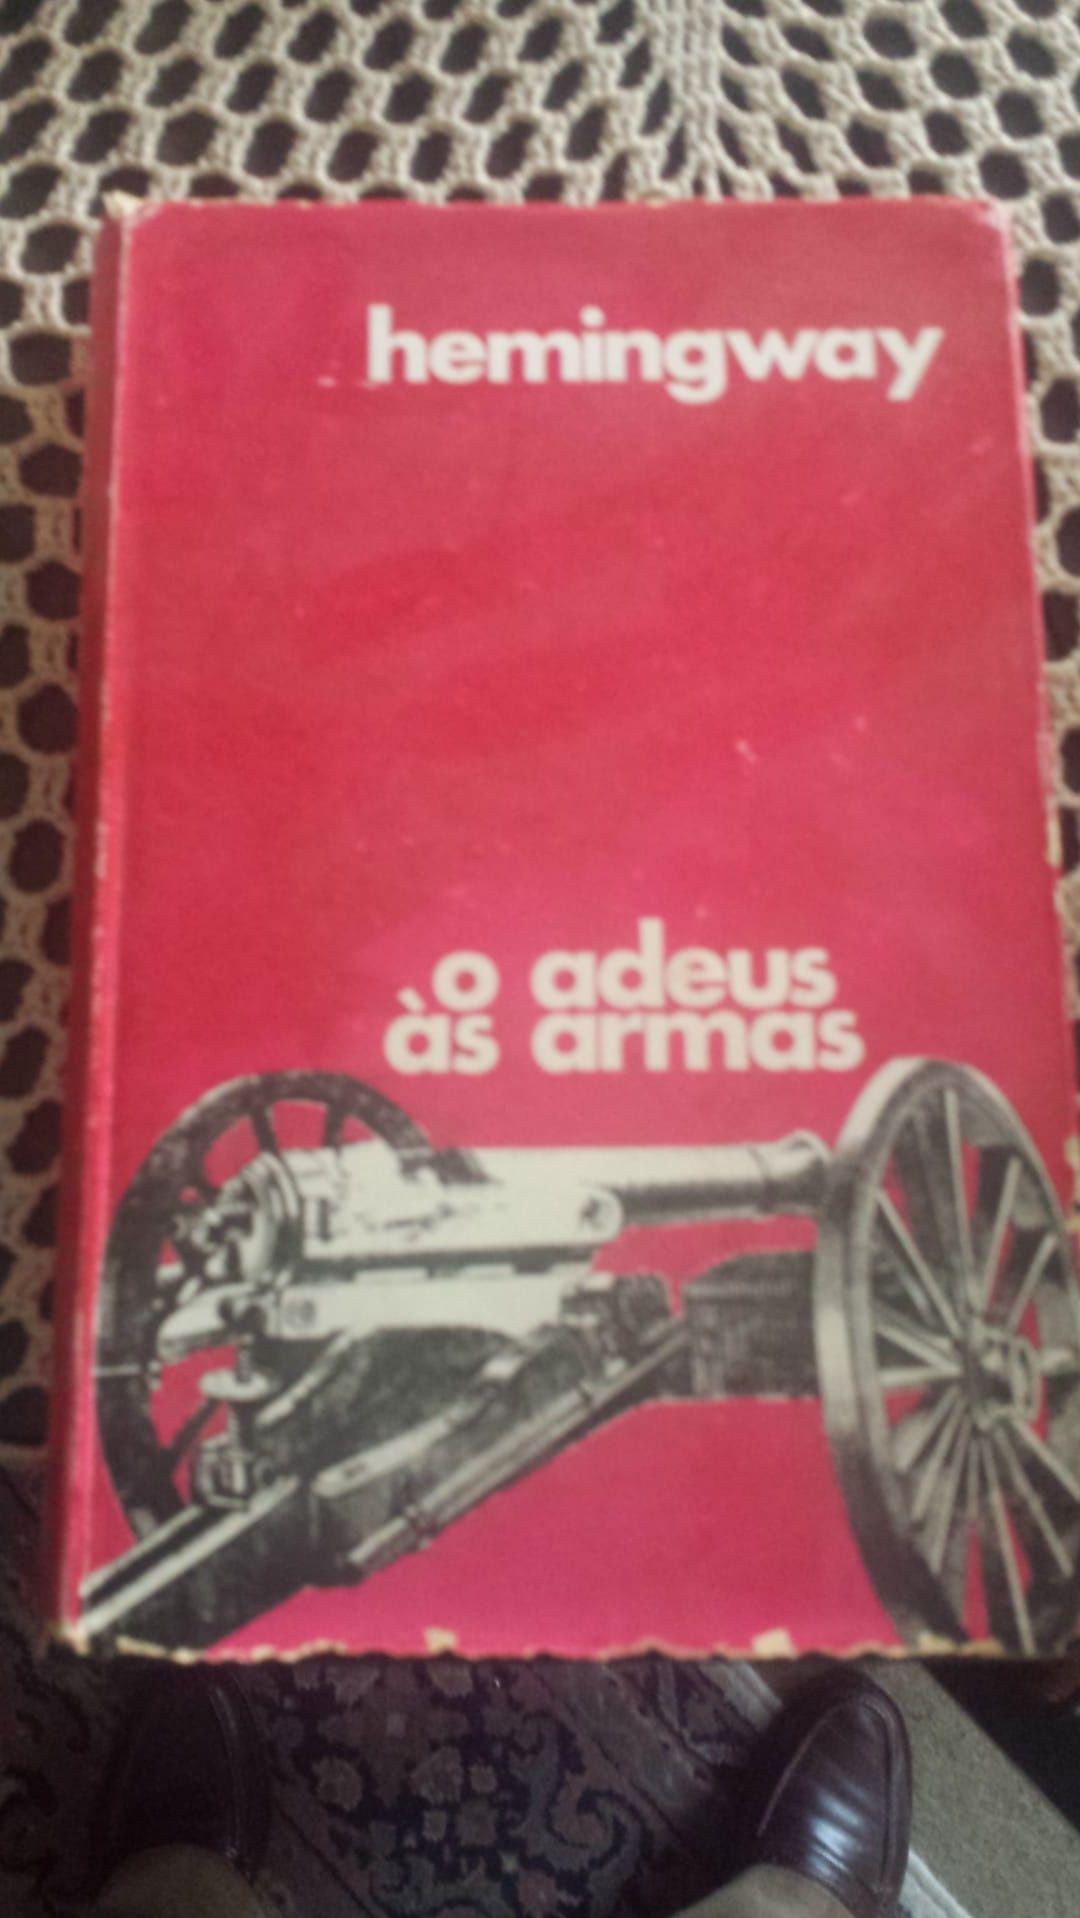 hemingway
o adeus
às armas